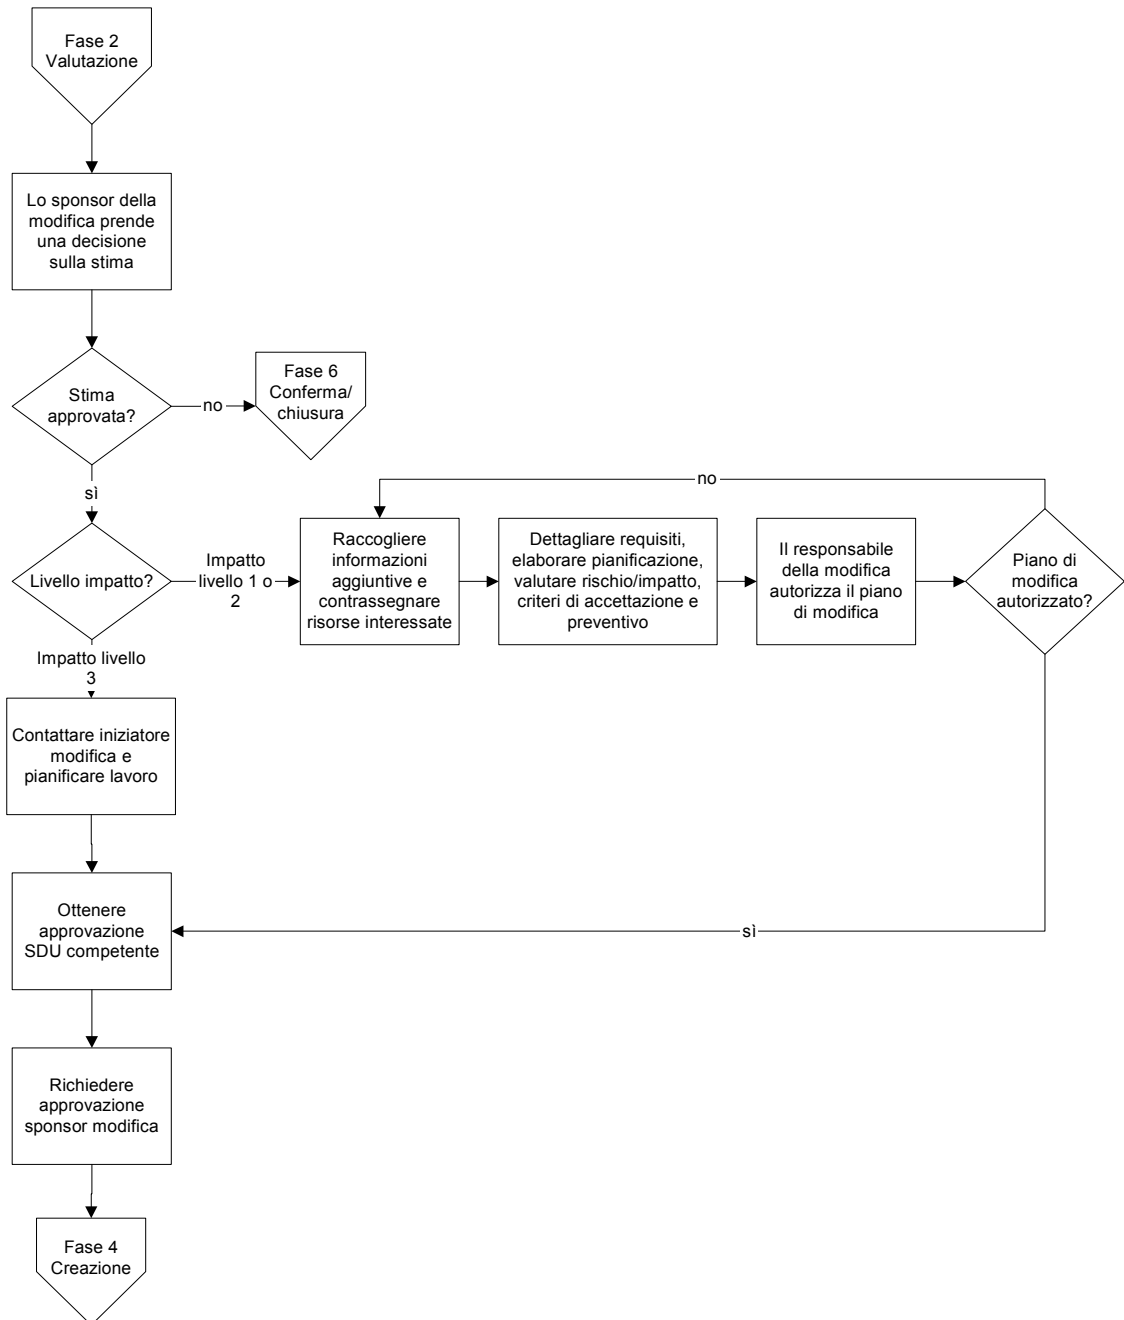 Fase 2
Valutazione
Lo sponsor della
modifica prende
una decisione
sulla stima
Stima
approvata?
no
Fase 6
Conferma/
chiusura
sì
no
Livello impatto?
Impatto
livello 1 o
2
Raccogliere
informazioni
aggiuntive e
contrassegnare
risorse interessate
Dettagliare requisiti,
elaborare pianificazione,
valutare rischio/impatto,
criteri di accettazione e
preventivo
Il responsabile
della modifica
autorizza il piano
di modifica
Piano di
modifica
autorizzato?
Impatto livello
3
Contattare iniziatore
modifica e
pianificare lavoro
Ottenere
approvazione
SDU competente
sì
Richiedere
approvazione
sponsor modifica
Fase 4
Creazione